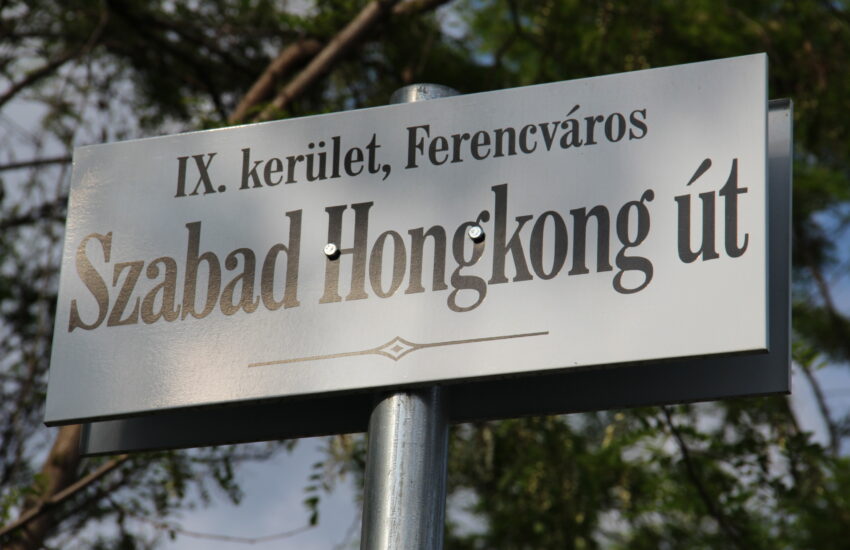 IX. kerület, Ferencváros
Szabad Hongkong út